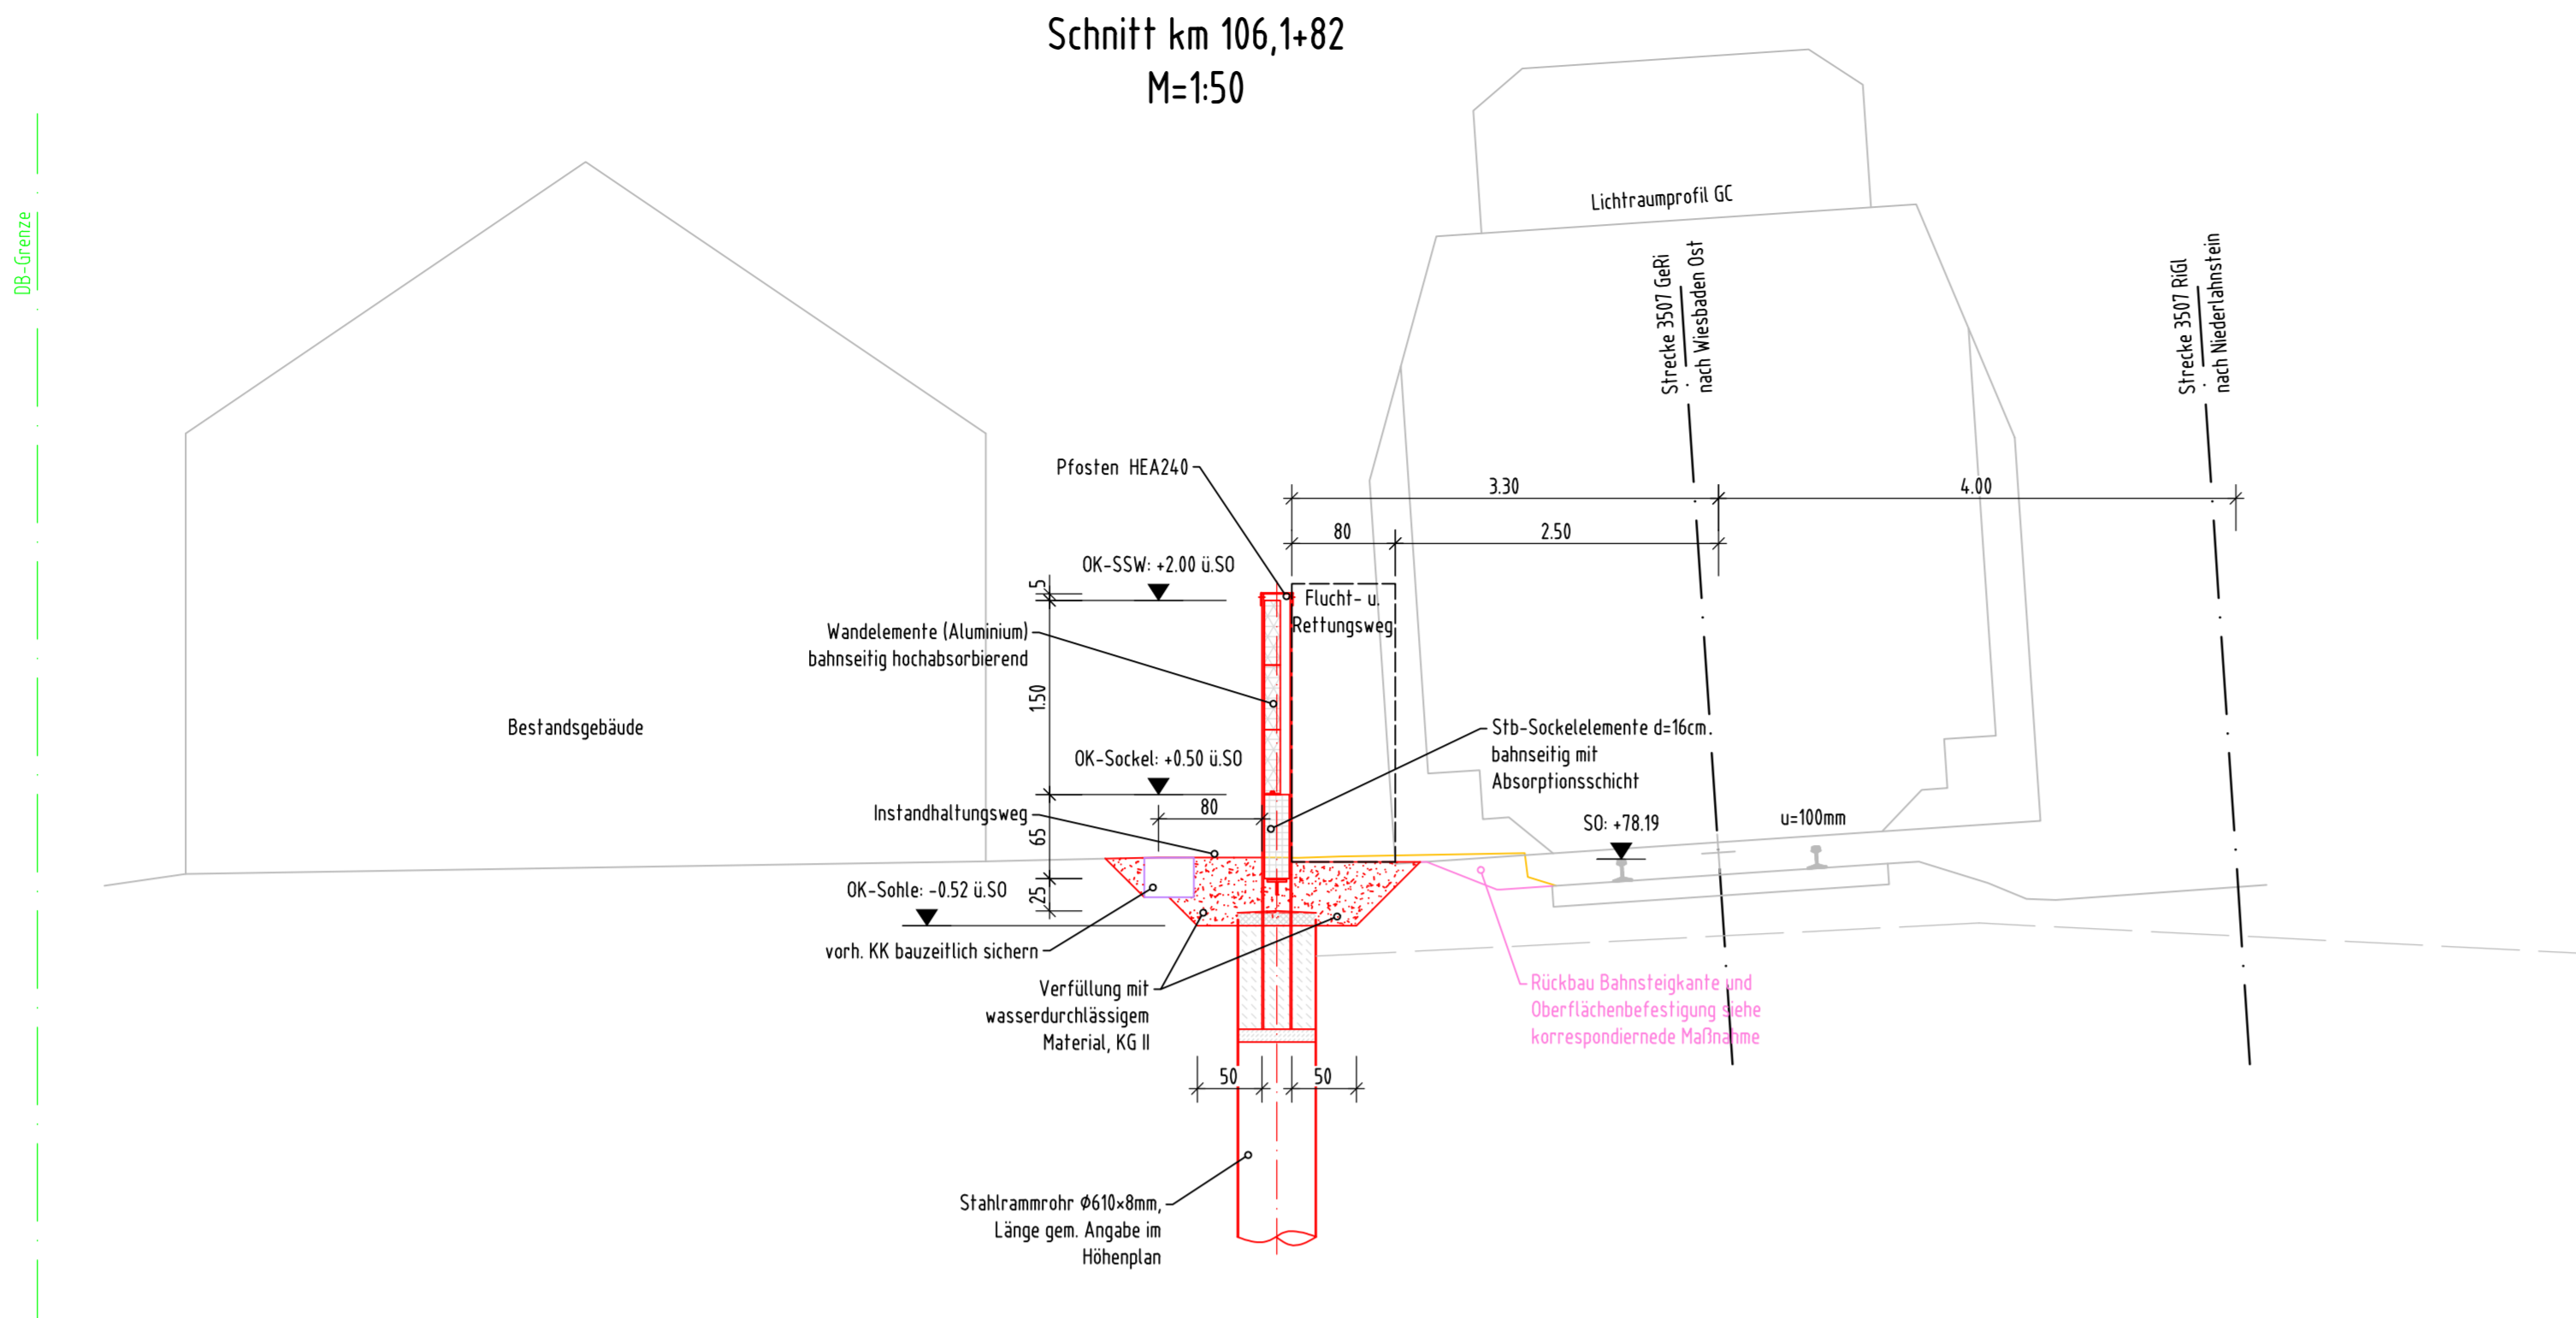 Schnitt km 106,1+82
M=1:50
DB-Grenze
Lichtraumprofil GC
Strecke 3507 GeRi
nach Wiesbaden Ost
Strecke 3507 RiGl
nach Niederlahnstein
Pfosten HEA240
3.30
4.00
80
2.50
OK-SSW: +2.00 ü.SO
5
Flucht- u.
Rettungsweg
Wandelemente (Aluminium)
bahnseitig hochabsorbierend
1.50
Bestandsgebäude
Stb-Sockelelemente d=16cm.
bahnseitig mit
Absorptionsschicht
OK-Sockel: +0.50 ü.SO
80
Instandhaltungsweg
65
SO: +78.19
u=100mm
OK-Sohle: -0.52 ü.SO
25
vorh. KK bauzeitlich sichern
Verfüllung mit
wasserdurchlässigem
Material, KG II
Rückbau Bahnsteigkante und
Oberflächenbefestigung siehe
korrespondiernede Maßnahme
50
50
Stahlrammrohr Ø610×8mm,
Länge gem. Angabe im
Höhenplan